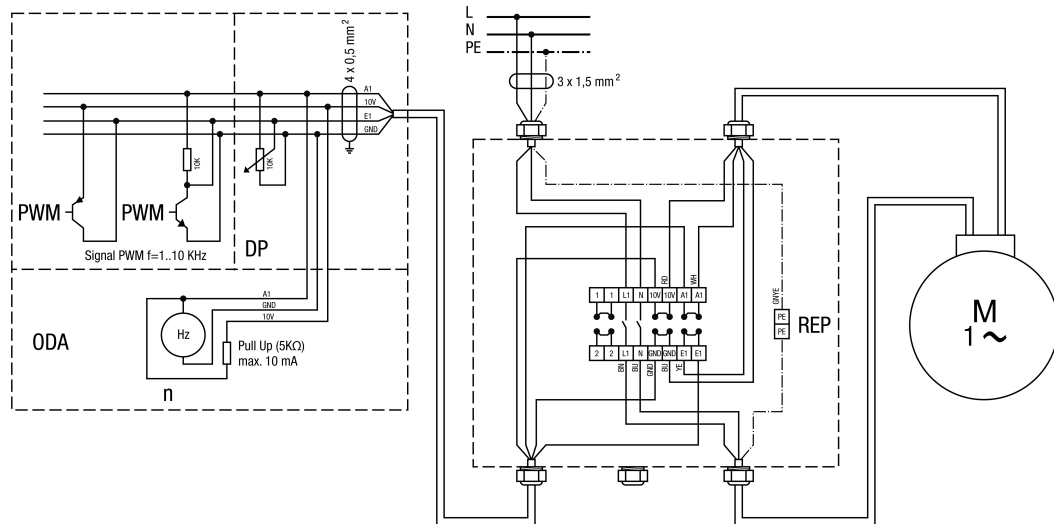 L
N
PE
3 x 1,5 mm²
4 x 0,5 mm²
A1
10V
E1
GND
10K
10K
PWM
PWM
Signal PWM f=1..10 KHz
DP
A1
GND
10V
Hz
Pull Up (5KΩ)
max. 10 mA
ODA
n
RD
WH
GNYE
1 1 L1 N 10V 10V A1 A1
2 2 L1 N GND GND E1 E1
BN
BU
GND
BU
YE
PE
PE
REP
M
1 ~